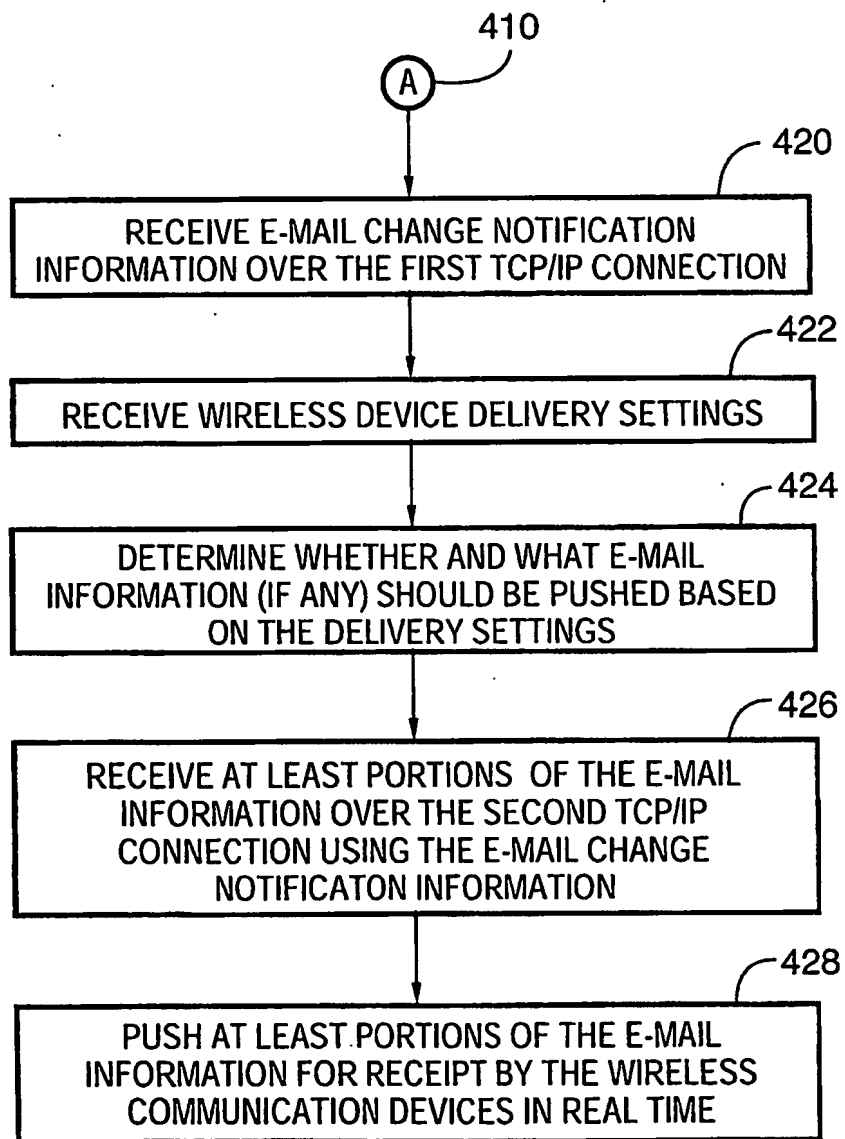 410
A
420
RECEIVE E-MAIL CHANGE NOTIFICATION
INFORMATION OVER THE FIRST TCP/IP CONNECTION
422
RECEIVE WIRELESS DEVICE DELIVERY SETTINGS
424
DETERMINE WHETHER AND WHAT E-MAIL
INFORMATION (IF ANY) SHOULD BE PUSHED BASED
ON THE DELIVERY SETTINGS
426
RECEIVE AT LEAST PORTIONS OF THE E-MAIL
INFORMATION OVER THE SECOND TCP/IP
CONNECTION USING THE E-MAIL CHANGE
NOTIFICATON INFORMATION
428
PUSH AT LEAST PORTIONS OF THE E-MAIL
INFORMATION FOR RECEIPT BY THE WIRELESS
COMMUNICATION DEVICES IN REAL TIME